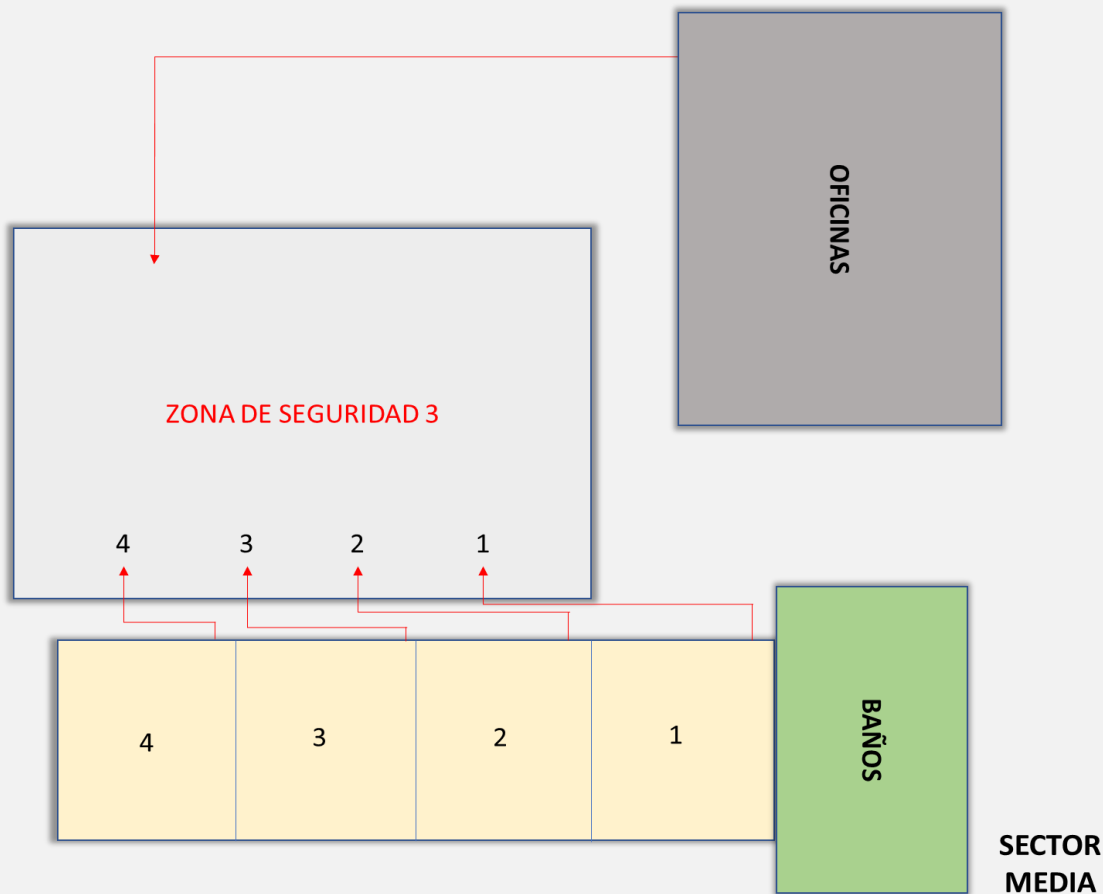 OFICINAS
ZONA DE SEGURIDAD 3
4 3 2 1
4 3 2 1
BAÑOS
SECTOR
MEDIA